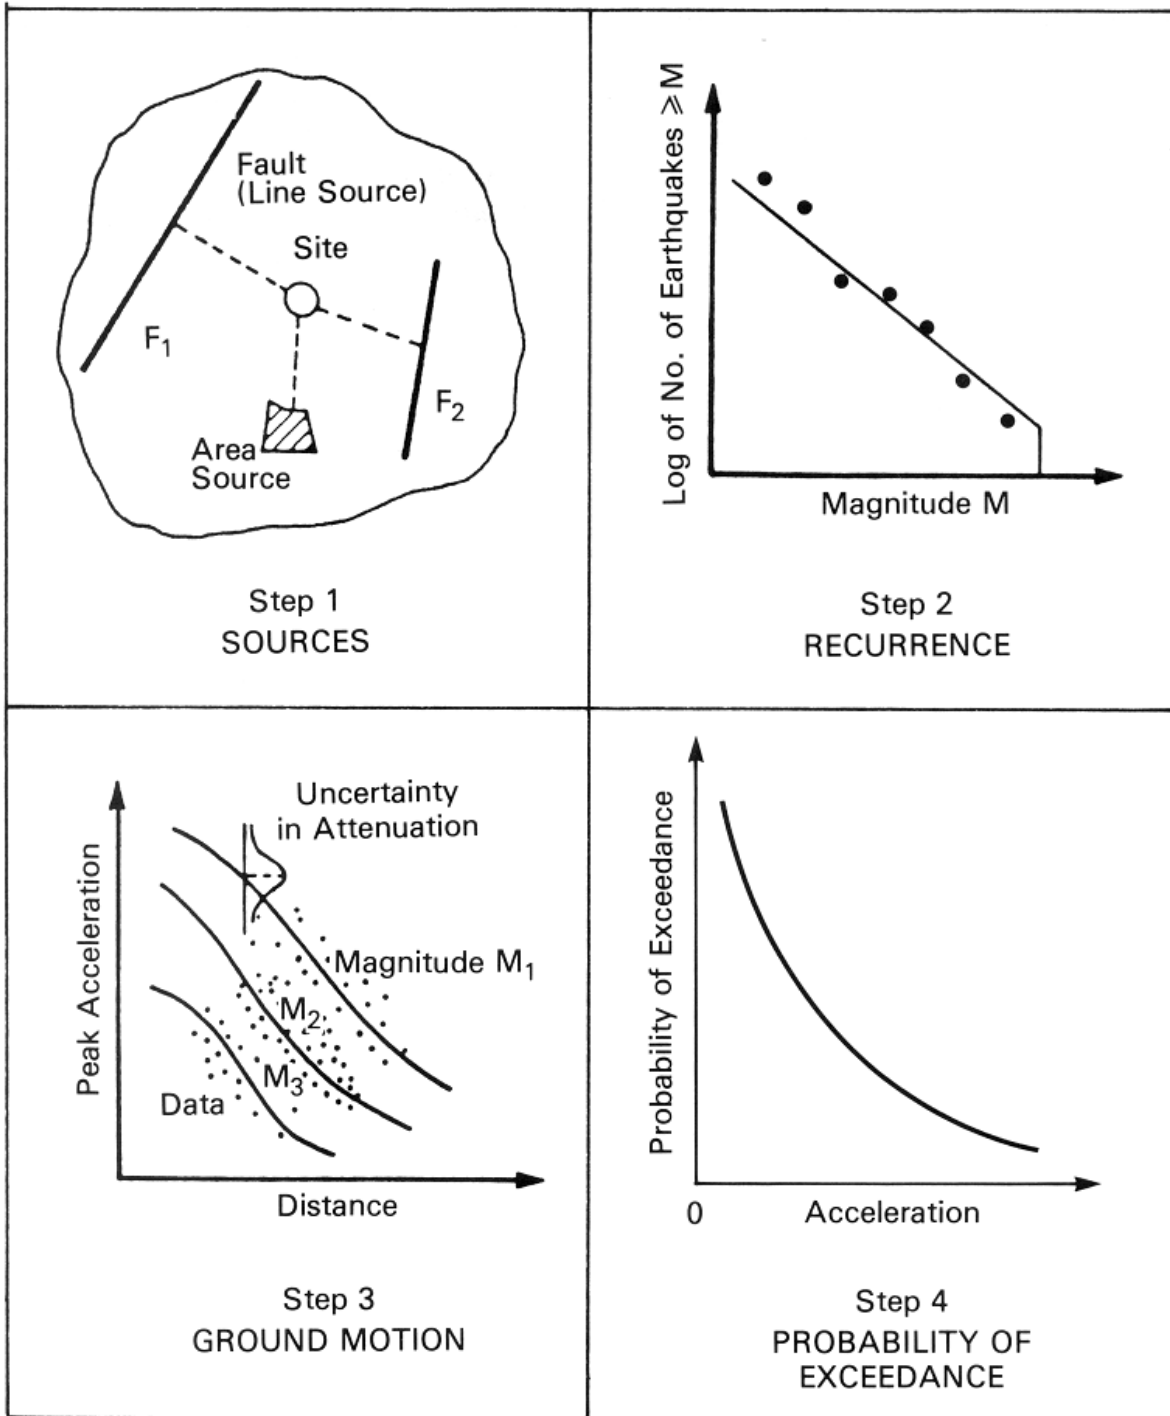 Fault
(Line Source)
Site
F1
F2
Area
Source
Step 1
SOURCES
Log of No. of Earthquakes ⩾ M
Magnitude M
Step 2
RECURRENCE
Uncertainty
in Attenuation
Peak Acceleration
Magnitude M1
M2
M3
Data
Distance
Step 3
GROUND MOTION
Probability of Exceedance
0
Acceleration
Step 4
PROBABILITY OF
EXCEEDANCE